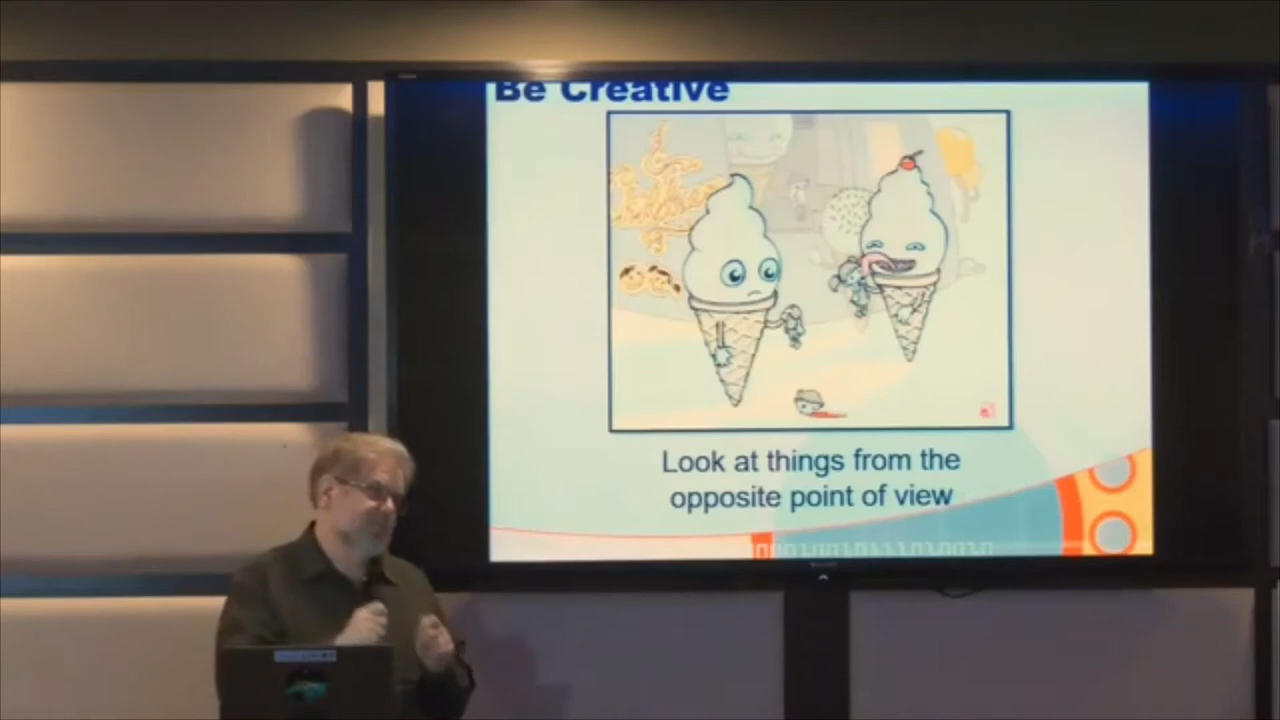 Be Creative
Look at things from the
opposite point of view